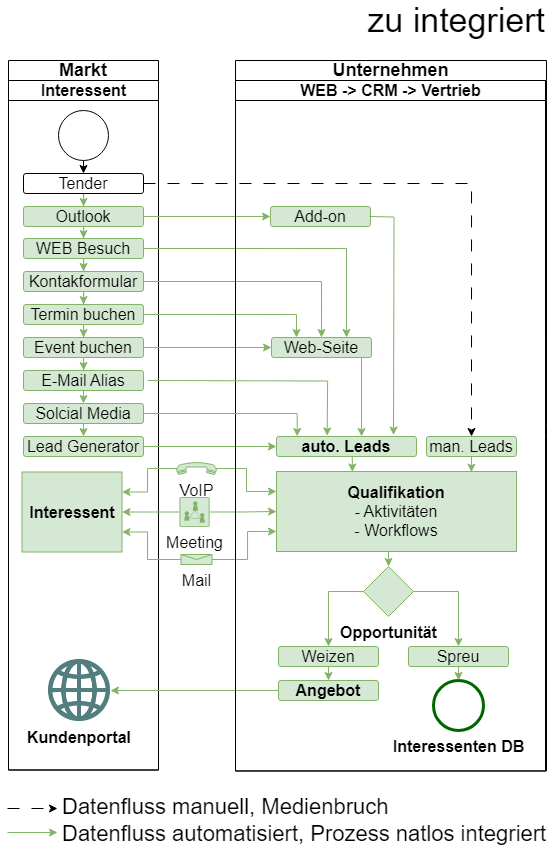 zu integriert
Markt
Unternehmen
Interessent
WEB -> CRM -> Vertrieb
Tender
Outlook
Add-on
WEB Besuch
Kontakformular
Termin buchen
Event buchen
Web-Seite
E-Mail Alias
Solcial Media
Lead Generator
auto. Leads
man. Leads
Interessent
VoIP
Meeting
Mail
Qualifikation
- Aktivitäten
- Workflows
Opportunität
Weizen
Spreu
Angebot
Kundenportal
Interessenten DB
Datenfluss manuell, Medienbruch
Datenfluss automatisiert, Prozess natlos integriert